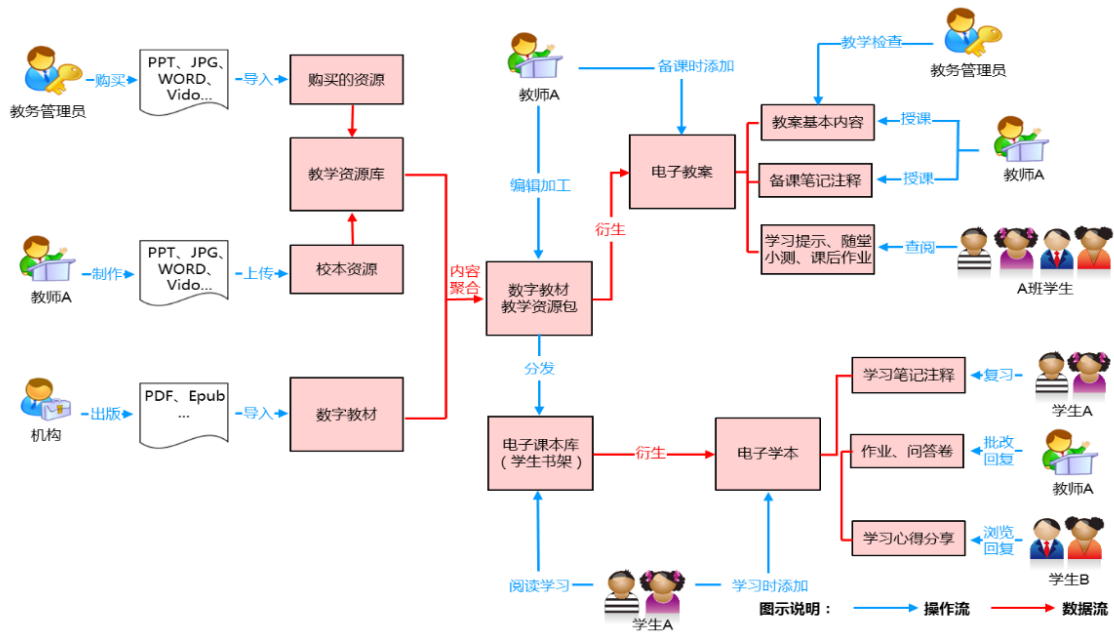 教务管理员
购买
PPT、JPG、
WORD、
Vido...
导入
购买的资源
教学资源库
教师A
制作
PPT、JPG、
WORD、
Vido...
上传
校本资源
机构
出版
PDF、Epub
...
导入
数字教材
内容
聚合
教师A
编辑加工
备课时添加
数字教材
教学资源包
衍生
电子教案
教学检查
教务管理员
教案基本内容
授课
备课笔记注释
授课
教师A
学习提示、随堂
小测、课后作业
查阅
A班学生
分发
电子课本库
（学生书架）
衍生
电子学本
学习笔记注释
复习
学生A
作业、问答卷
批改
回复
教师A
学习心得分享
浏览
回复
学生B
阅读学习
学生A
学习时添加
图示说明：
操作流
数据流